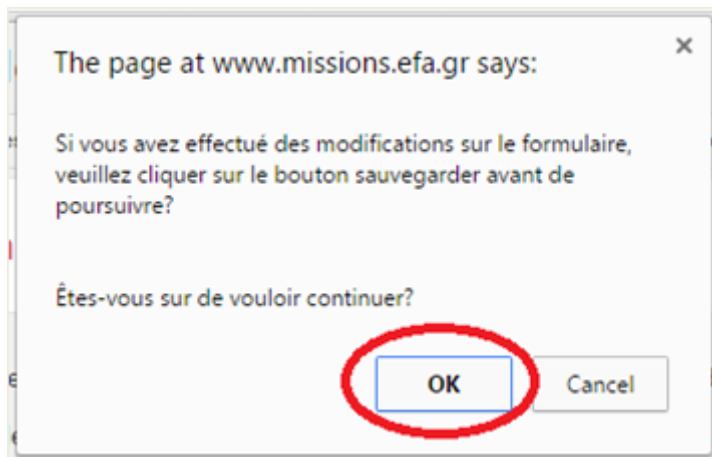 The page at www.missions.efa.gr says:
Si vous avez effectué des modifications sur le formulaire,
veuillez cliquer sur le bouton sauvegarder avant de
poursuivre?
Êtes-vous sur de vouloir continuer?
OK Cancel